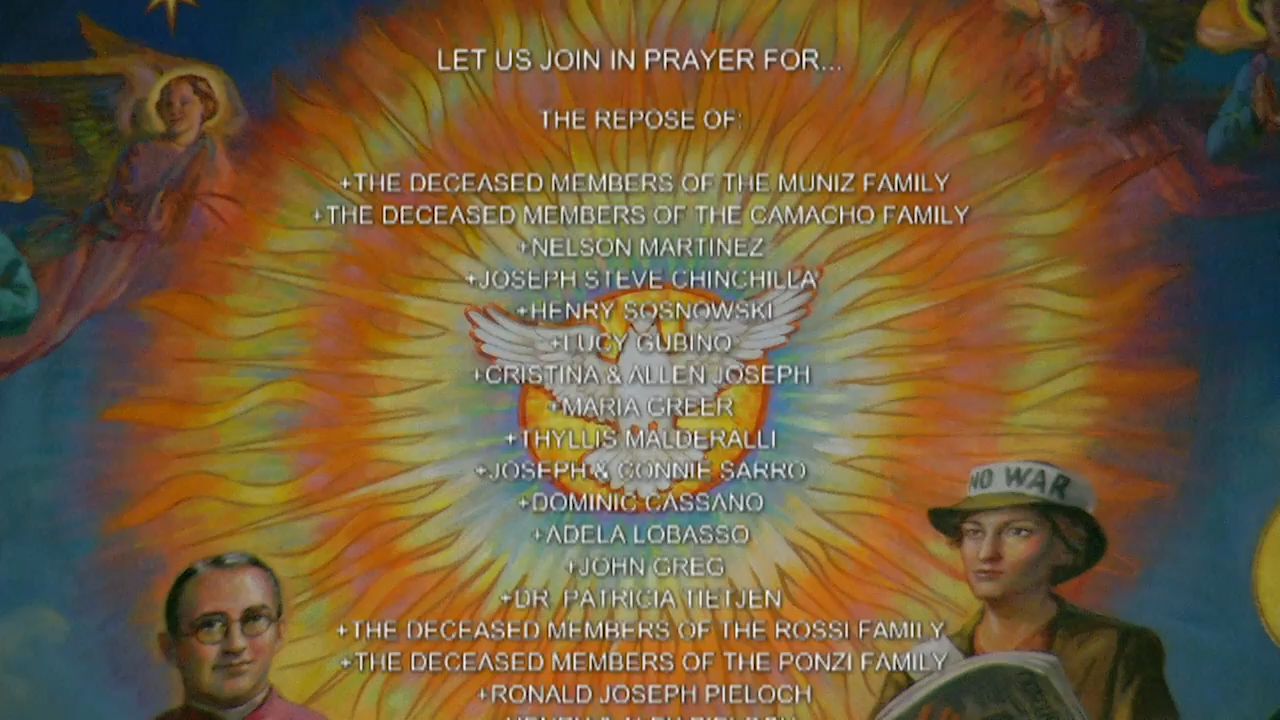 LET US JOIN IN PRAYER FOR...
THE REPOSE OF:
+THE DECEASED MEMBERS OF THE MUNIZ FAMILY
+THE DECEASED MEMBERS OF THE CAMACHO FAMILY
+NELSON MARTINEZ
+JOSEPH STEVE CHINCHILLA
+HENRY SOSNOWSKI
+LUCY GUBINO
+CRISTINA & ALLEN JOSEPH
+MARIA GREER
+THYLLIS MALDERALLI
+JOSEPH & CONNIE SARRO
+DOMINIC CASSANO
+ADELA LOBASSO
+JOHN GREG
+DR. PATRICIA TIETJEN
+THE DECEASED MEMBERS OF THE ROSSI FAMILY
+THE DECEASED MEMBERS OF THE PONZI FAMILY
NO WAR
+RONALD JOSEPH PIELOCH